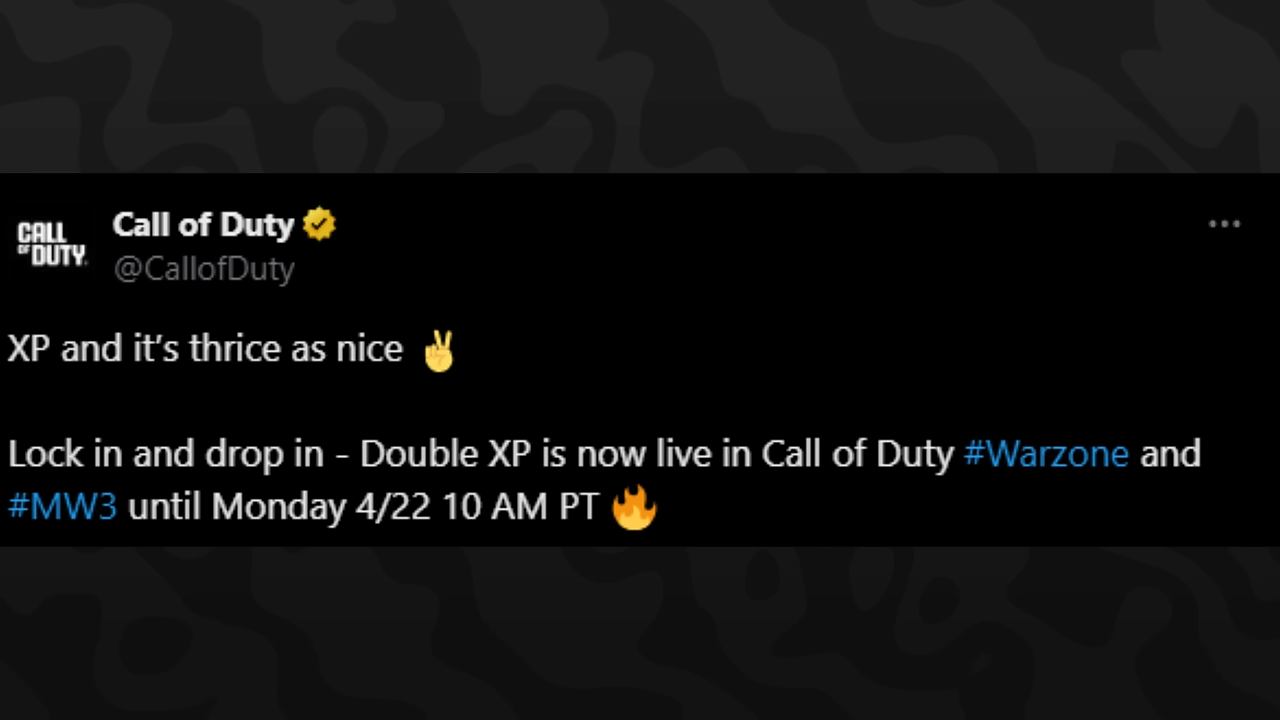 CALL
OF DUTY.
Call of Duty
@CallofDuty
XP and it's thrice as nice ✌️
Lock in and drop in - Double XP is now live in Call of Duty #Warzone and
#MW3 until Monday 4/22 10 AM PT 🔥